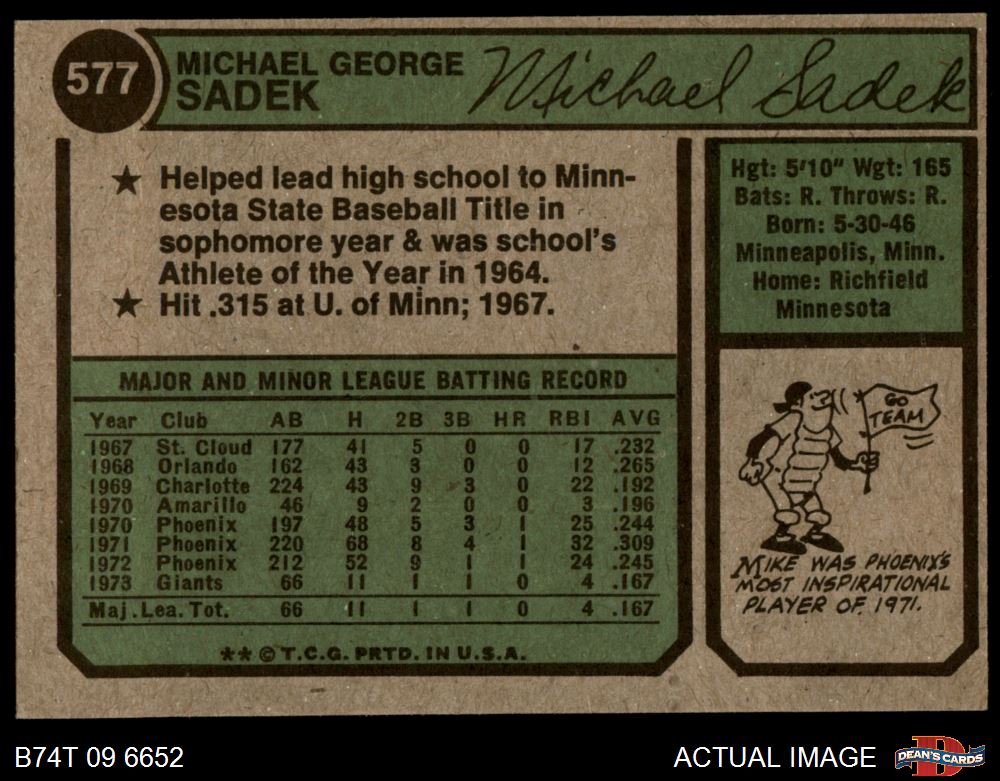 577
MICHAEL GEORGE
SADEK
Michael Sadek
★ Helped lead high school to Minn-
esota State Baseball Title in
sophomore year & was school's
Athlete of the Year in 1964.
★ Hit .315 at U. of Minn; 1967.
Hgt: 5'10" Wgt: 165
Bats: R. Throws: R.
Born: 5-30-46
Minneapolis, Minn.
Home: Richfield
Minnesota
MAJOR AND MINOR LEAGUE BATTING RECORD
Year Club AB H 2B 3B HR RBI AVG
1967 St. Cloud 177 41 5 0 0 17 .232
1968 Orlando 162 43 3 0 0 12 .265
1969 Charlotte 224 43 9 3 0 22 .192
1970 Amarillo 46 9 2 0 0 3 .196
1970 Phoenix 197 48 5 3 1 25 .244
1971 Phoenix 220 68 8 4 1 32 .309
1972 Phoenix 212 52 9 1 1 24 .245
1973 Giants 66 11 1 1 0 4 .167
Maj. Lea. Tot. 66 11 1 1 0 4 .167
** © T.C.G. PRTD. IN U.S.A.
GO
TEAM
MIKE WAS PHOENIX'S
MOST INSPIRATIONAL
PLAYER OF 1971.
B74T 09 6652
ACTUAL IMAGE
D
DEAN'S CARDS